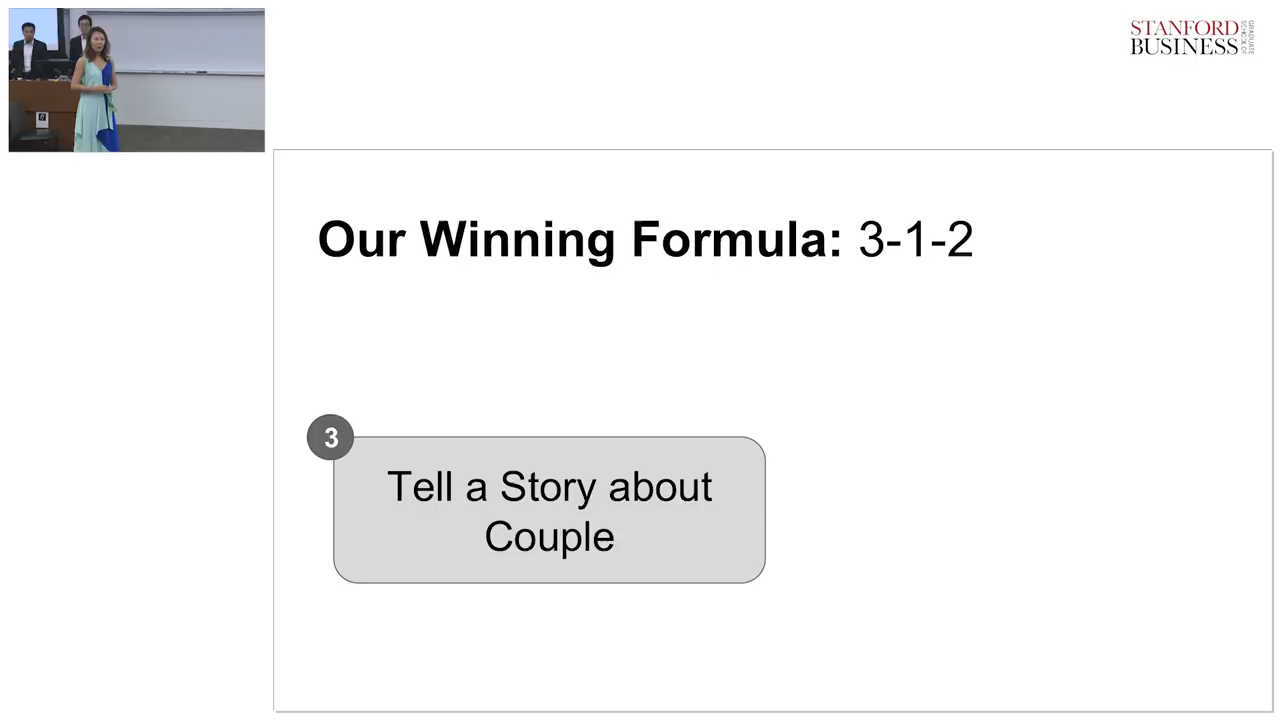 STANFORD
BUSINESS
GRADUATE
SCHOOL OF
Our Winning Formula: 3-1-2
3
Tell a Story about
Couple